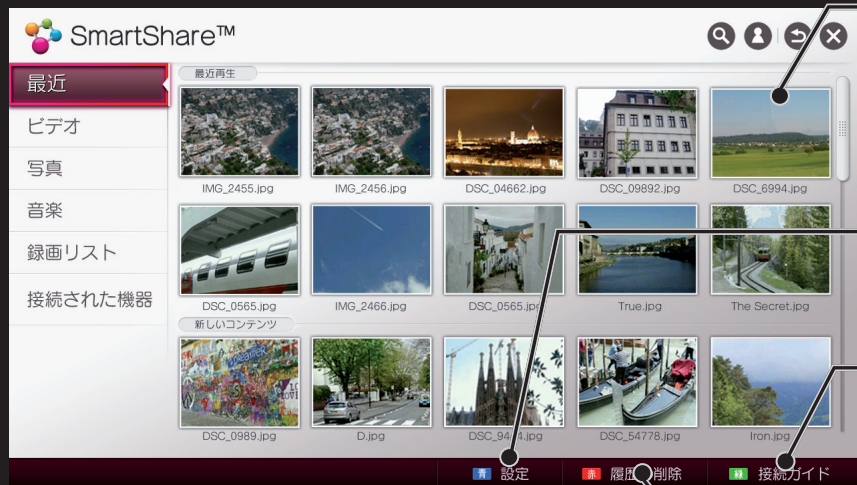 SmartShare™
最近
ビデオ
写真
音楽
録画リスト
接続された機器
最近再生
IMG_2455.jpg
IMG_2456.jpg
DSC_04662.jpg
DSC_09892.jpg
DSC_6994.jpg
DSC_0565.jpg
IMG_2466.jpg
DSC_0565.jpg
True.jpg
The Secret.jpg
新しいコンテンツ
DSC_0989.jpg
D.jpg
DSC_54778.jpg
Iron.jpg
青 設定
赤 履歴 削除
緑 接続ガイド